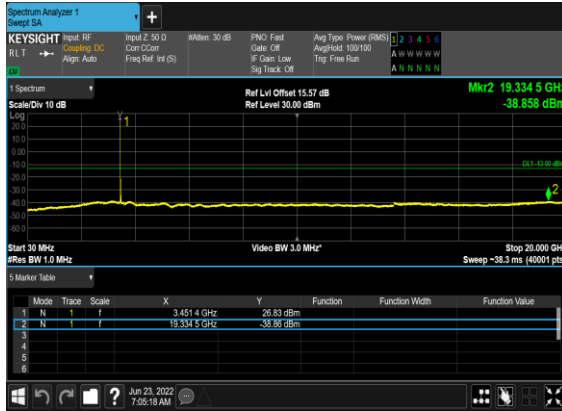 Spectrum Analyzer 1
Swept SA
+
KEYSIGHT Input: RF Input Z: 50 Ω #Atten: 30 dB PNO: Fast Avg Type: Power (RMS) 1 2 3 4 5 6
RLT Coupling: DC Corr CCorr Gate: Off Avg|Hold: 100/100 A W W W W W
Align: Auto Freq Ref: Int (S) IF Gain: Low Trig: Free Run
LU Sig Track: Off A N N N N N
1 Spectrum Ref Lvl Offset 15.57 dB Mkr2 19.334 5 GHz
Scale/Div 10 dB Ref Level 30.00 dBm -38.858 dBm
Log
20.0
10.0
0.00
-10.0
DL1 -13.00 dBm
-20.0
-30.0
-40.0
-50.0
-60.0
1
2
Start 30 MHz Video BW 3.0 MHz* Stop 20.000 GHz
#Res BW 1.0 MHz Sweep ~38.3 ms (40001 pts)
5 Marker Table
Mode Trace Scale X Y Function Function Width Function Value
1 N 1 f 3.451 4 GHz 26.83 dBm
2 N 1 f 19.334 5 GHz -38.86 dBm
3
4
5
6
? Jun 23, 2022
7:05:18 AM